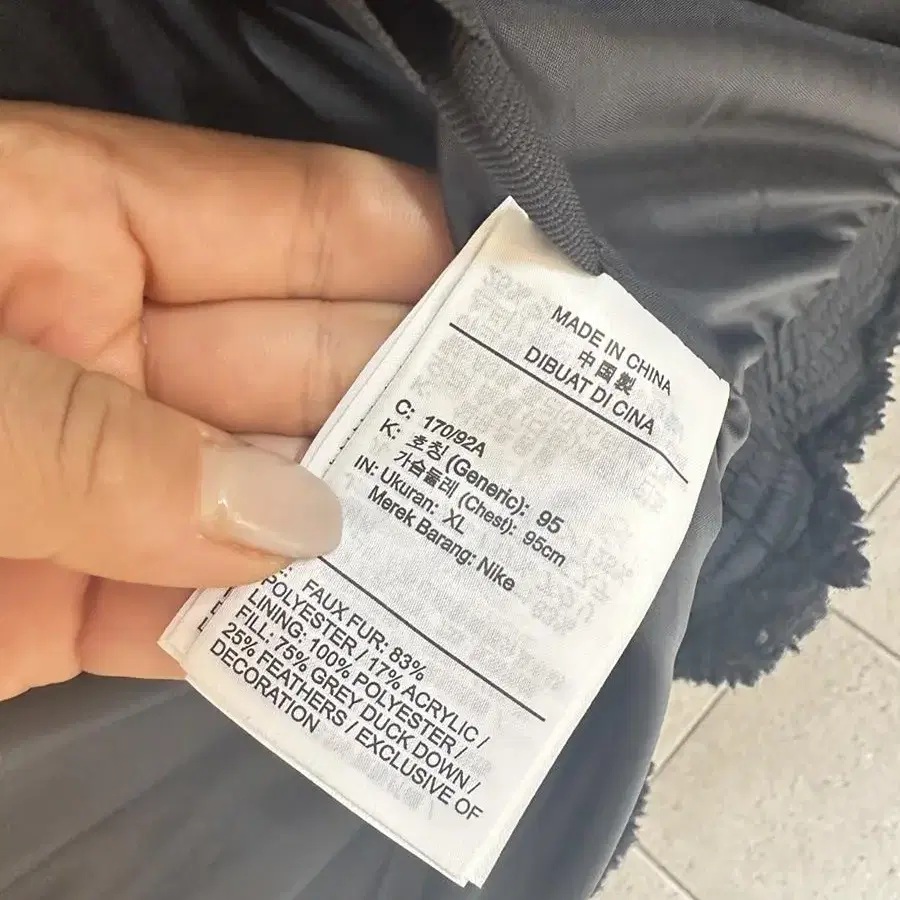 MADE IN CHINA
中国製
DIBUAT DI CINA
C: 170/92A
K: 호칭 (Generic): 95
가슴둘레 (Chest): 95cm
IN: Ukuran: XL
Merek Barang: Nike
FAUX FUR: 83%
POLYESTER / 17% ACRYLIC /
LINING: 100% POLYESTER /
FILL: 75% GREY DUCK DOWN /
25% FEATHERS / EXCLUSIVE OF
DECORATION